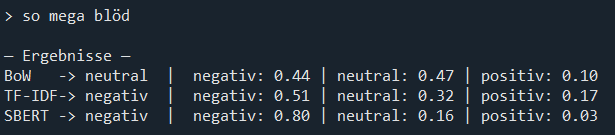 > so mega blöd
— Ergebnisse —
BoW -> neutral | negativ: 0.44 | neutral: 0.47 | positiv: 0.10
TF-IDF-> negativ | negativ: 0.51 | neutral: 0.32 | positiv: 0.17
SBERT -> negativ | negativ: 0.80 | neutral: 0.16 | positiv: 0.03